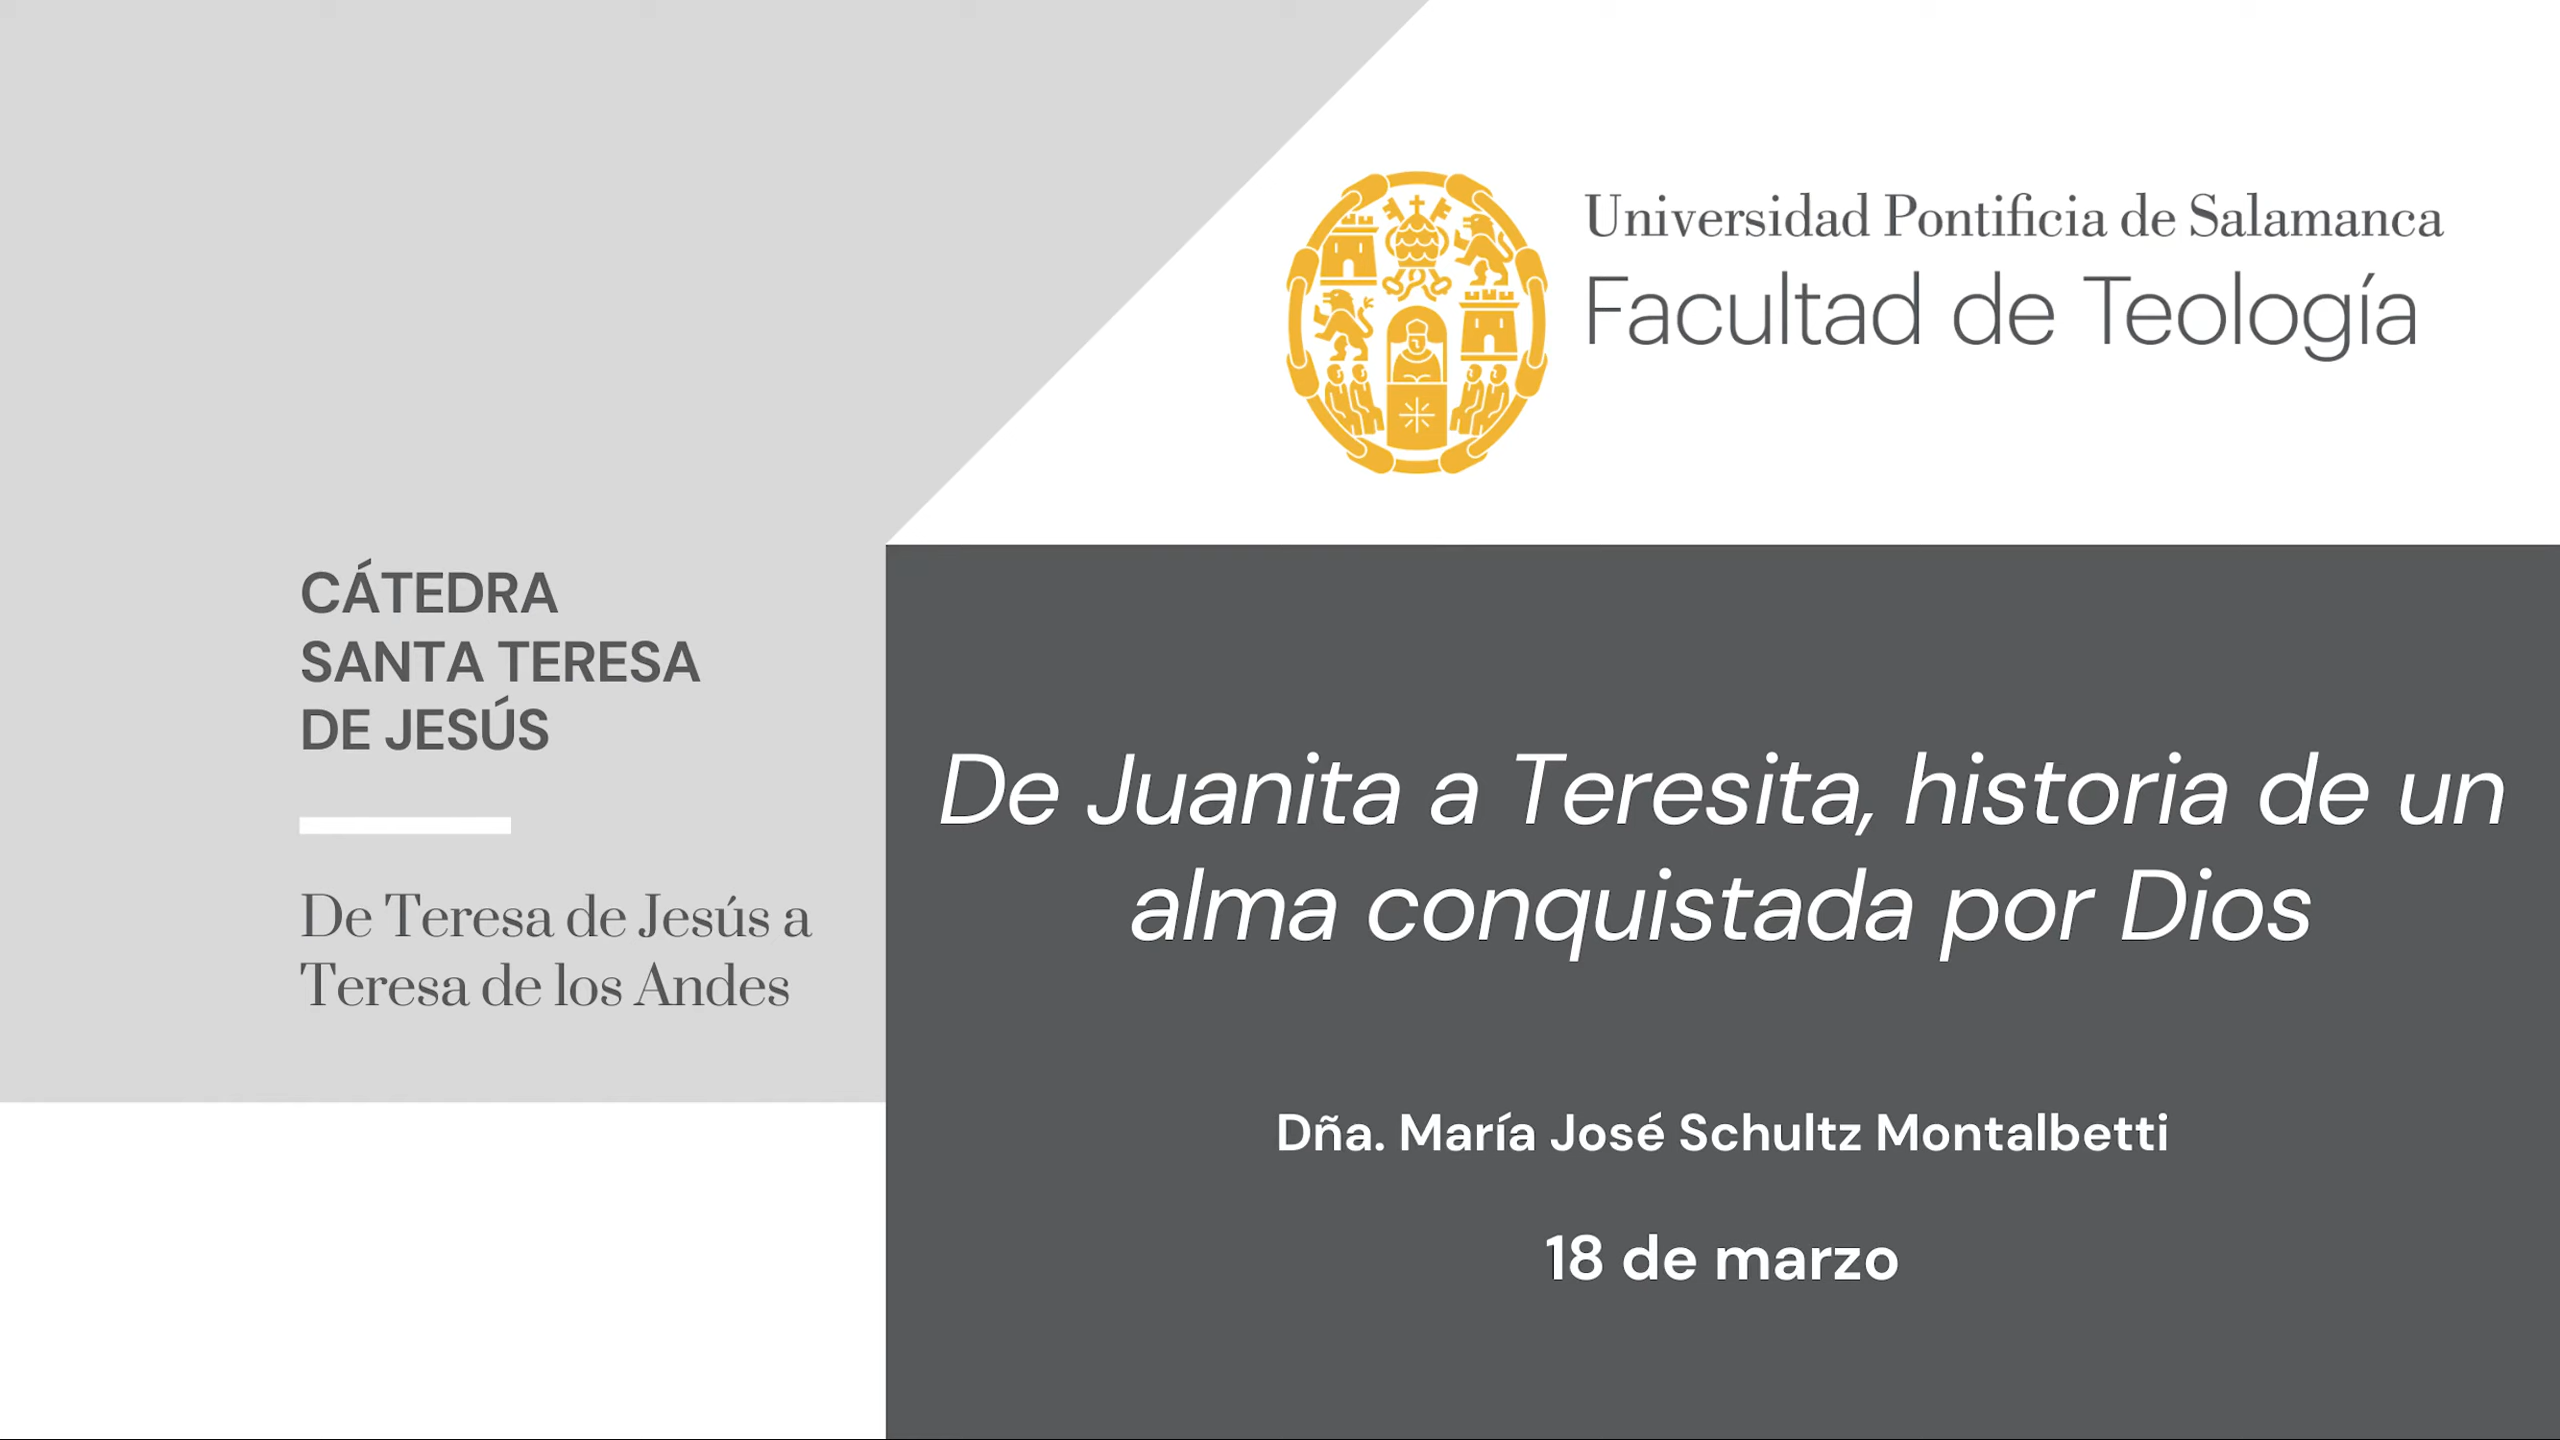 Universidad Pontificia de Salamanca
Facultad de Teología
CÁTEDRA
SANTA TERESA
DE JESÚS
De Teresa de Jesús a
Teresa de los Andes
De Juanita a Teresita, historia de un
alma conquistada por Dios
Dña. María José Schultz Montalbetti
18 de marzo